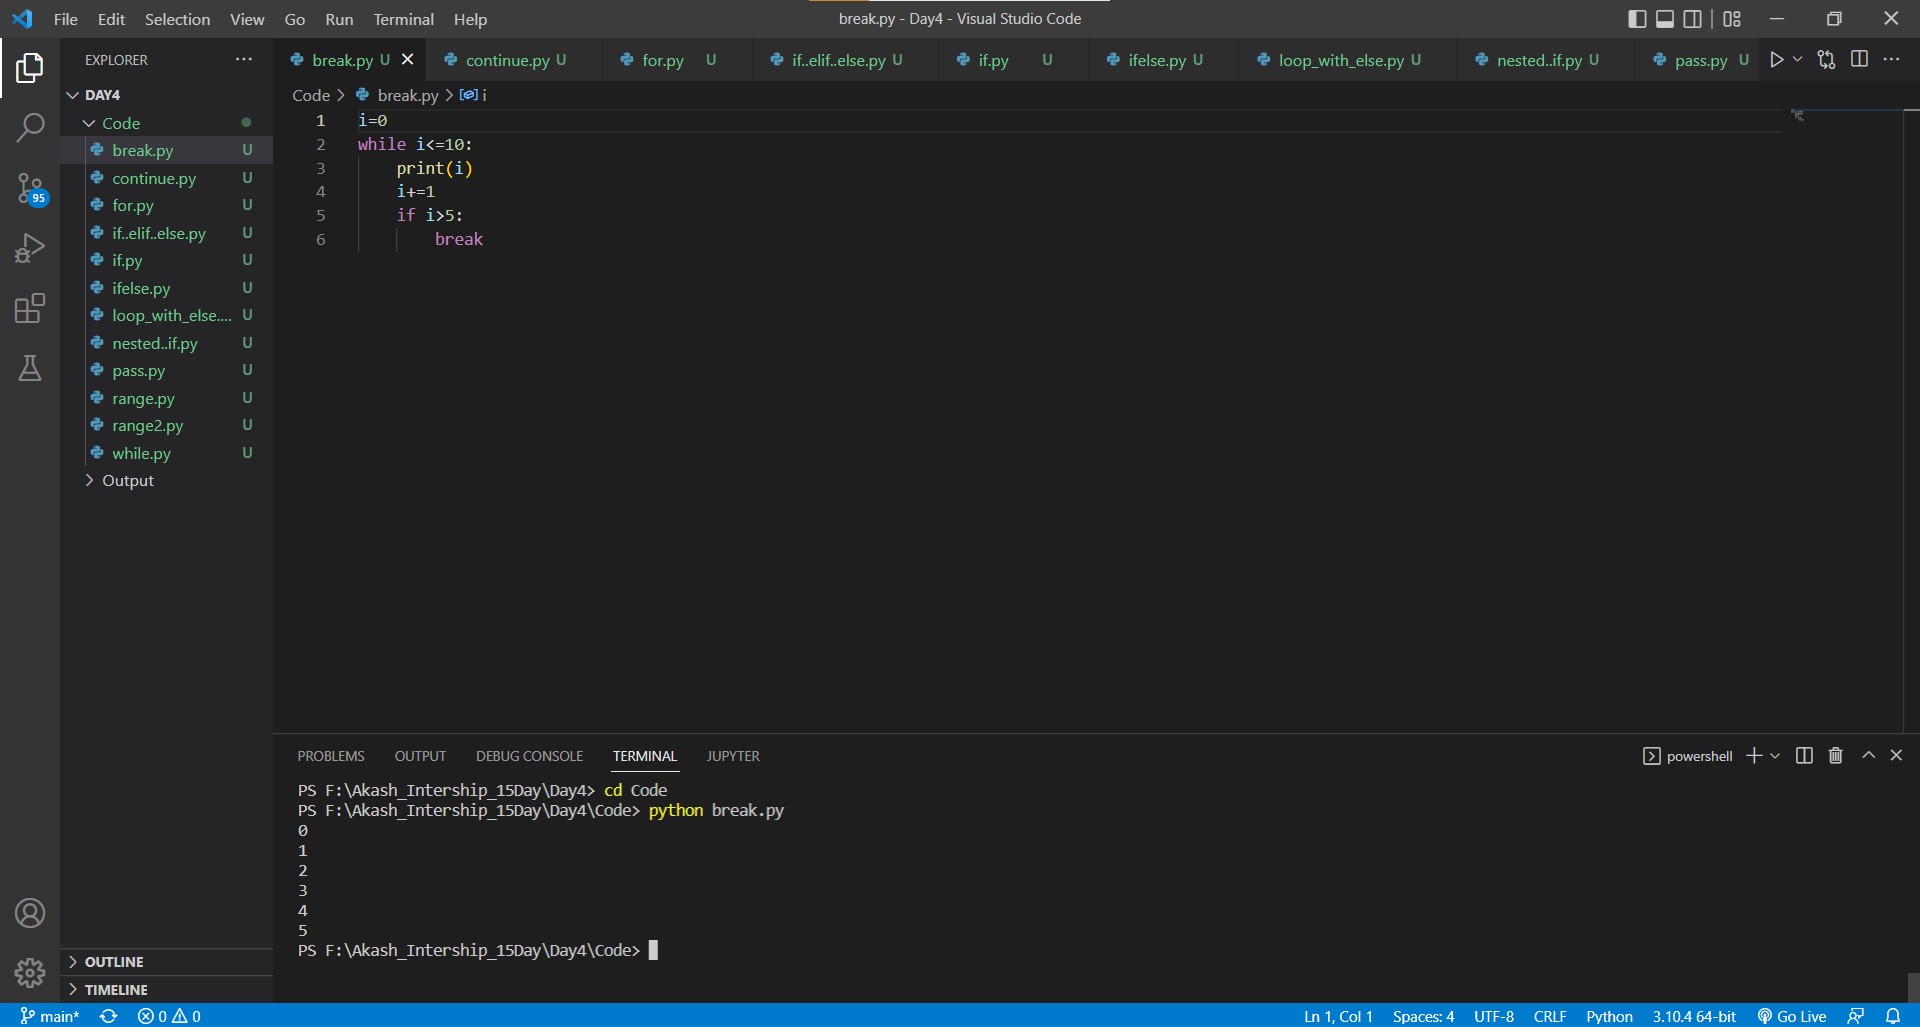 File Edit Selection View Go Run Terminal Help
break.py - Day4 - Visual Studio Code
EXPLORER
DAY4
Code
break.py U
continue.py U
for.py U
if..elif..else.py U
if.py U
ifelse.py U
loop_with_else.... U
nested..if.py U
pass.py U
range.py U
range2.py U
while.py U
Output
OUTLINE
TIMELINE
95
break.py U continue.py U for.py U if..elif..else.py U if.py U ifelse.py U loop_with_else.py U nested..if.py U pass.py U
Code > break.py > i
1 i=0
2 while i<=10:
3 print(i)
4 i+=1
5 if i>5:
6 break
PROBLEMS OUTPUT DEBUG CONSOLE TERMINAL JUPYTER
powershell
PS F:\Akash_Intership_15Day\Day4> cd Code
PS F:\Akash_Intership_15Day\Day4\Code> python break.py
0
1
2
3
4
5
PS F:\Akash_Intership_15Day\Day4\Code>
main* 0 0
Ln 1, Col 1 Spaces: 4 UTF-8 CRLF Python 3.10.4 64-bit Go Live